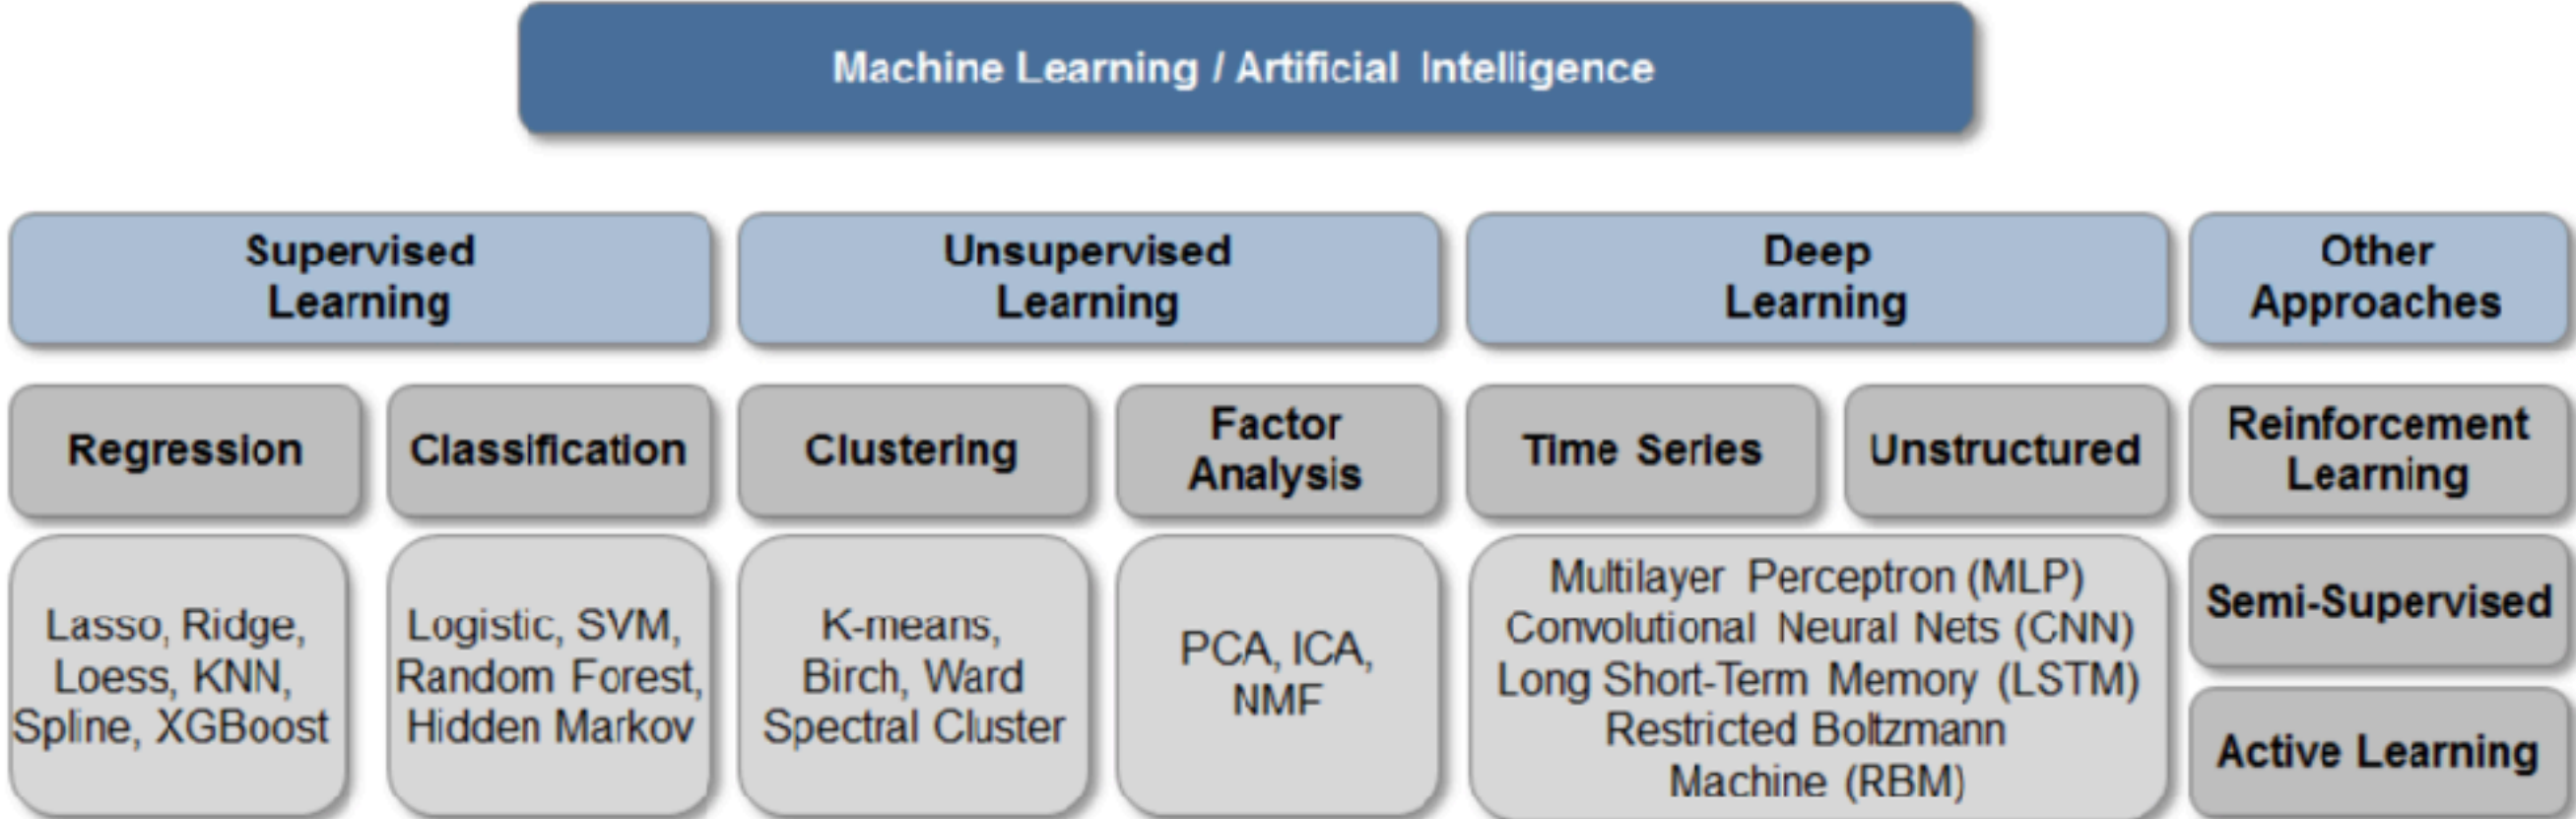 Machine Learning / Artificial Intelligence
Supervised
Learning
Unsupervised
Learning
Deep
Learning
Other
Approaches
Regression
Classification
Clustering
Factor
Analysis
Time Series
Unstructured
Reinforcement
Learning
Lasso, Ridge,
Loess, KNN,
Spline, XGBoost
Logistic, SVM,
Random Forest,
Hidden Markov
K-means,
Birch, Ward
Spectral Cluster
PCA, ICA,
NMF
Multilayer Perceptron (MLP)
Convolutional Neural Nets (CNN)
Long Short-Term Memory (LSTM)
Restricted Boltzmann
Machine (RBM)
Semi-Supervised
Active Learning